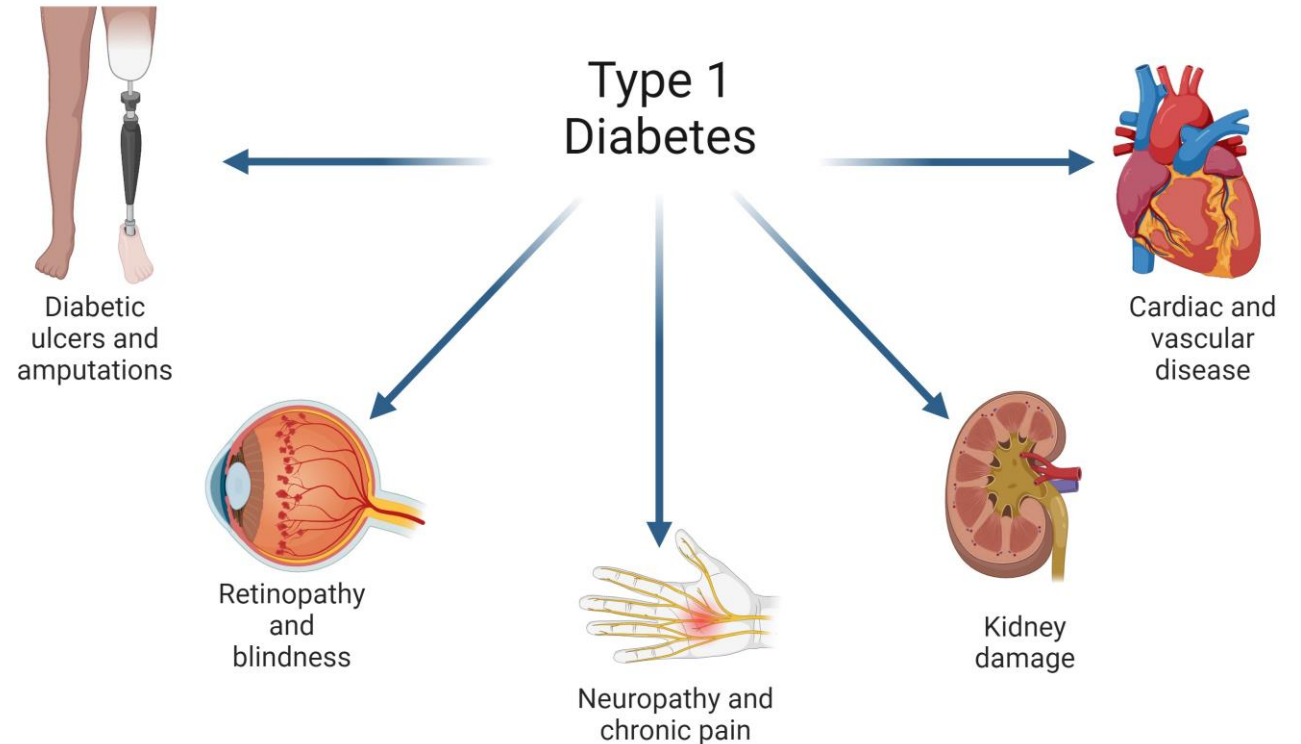 Type 1
Diabetes
Diabetic
ulcers and
amputations
Retinopathy
and
blindness
Neuropathy and
chronic pain
Kidney
damage
Cardiac and
vascular
disease